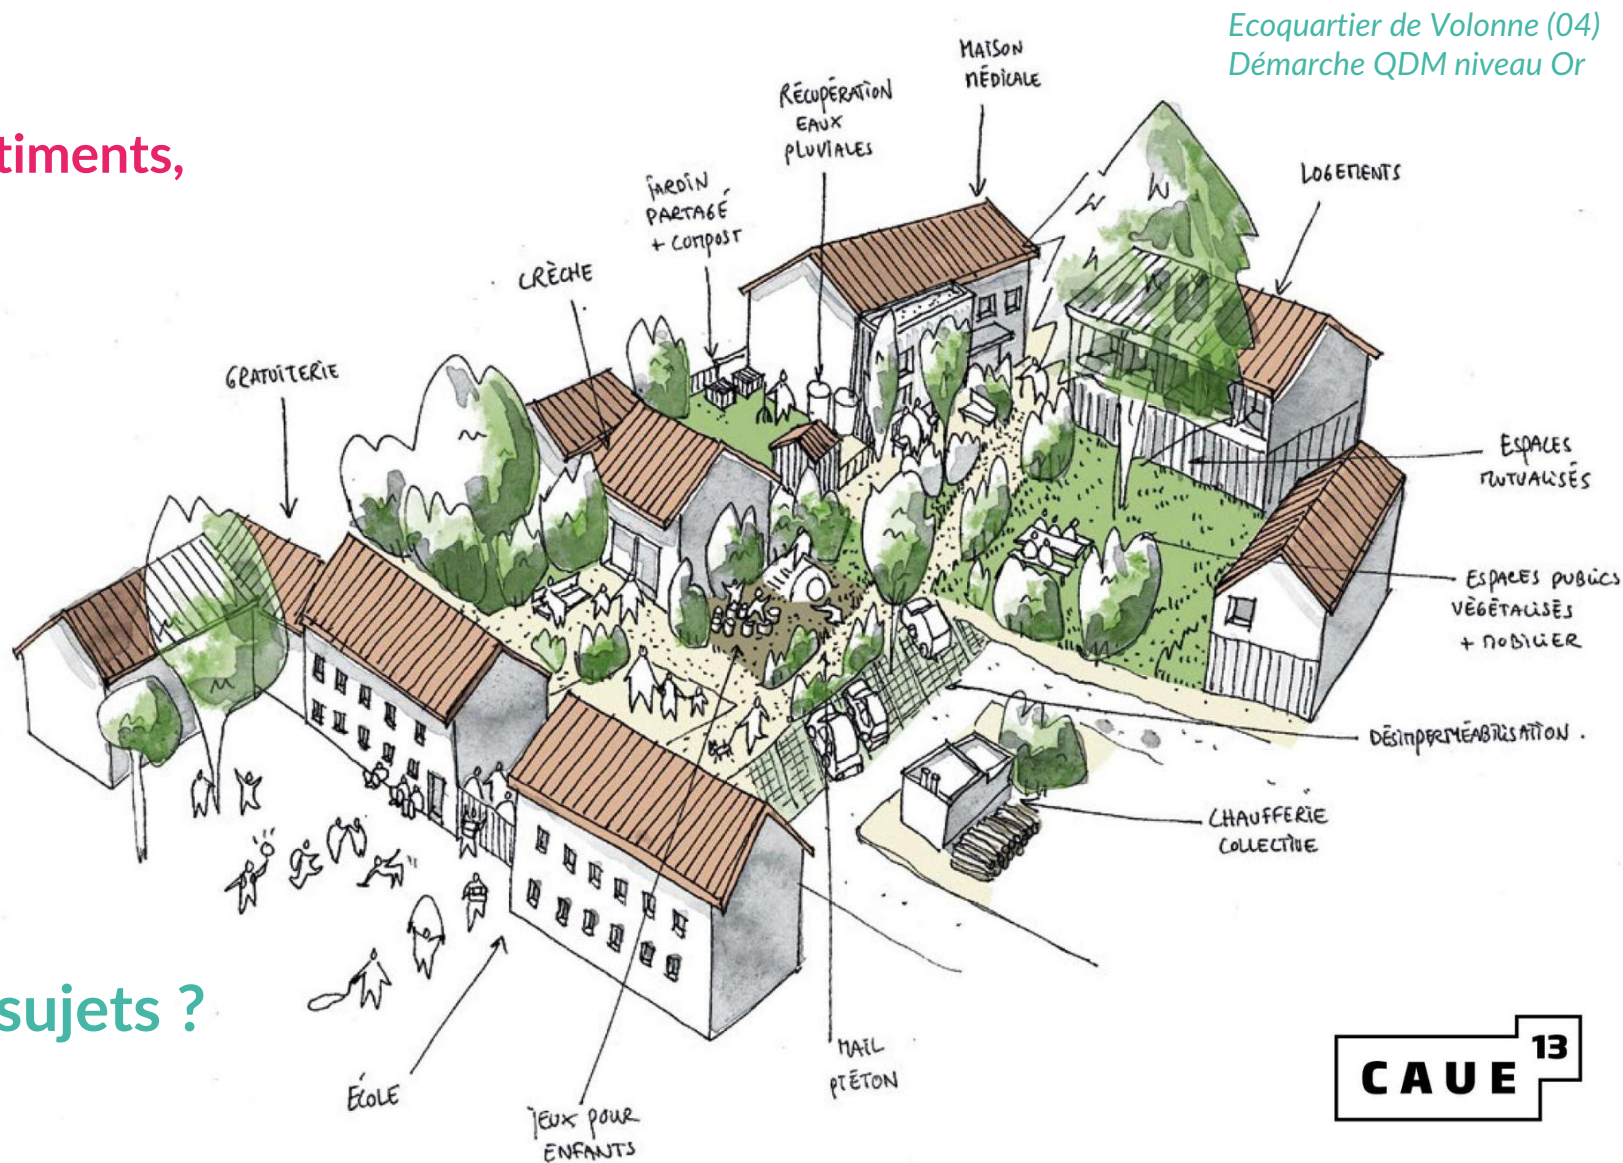 Ecoquartier de Volonne (04)
Démarche QDM niveau Or
timents,
MAISON
MÉDICALE
RÉCUPÉRATION
EAUX
PLUVIALES
LOGEMENTS
JARDIN
PARTAGÉ
+ COMPOST
CRÈCHE
GRATUITERIE
ESPACES
MUTUALISÉS
ESPACES PUBLICS
VÉGÉTALISÉS
+ MOBILIER
DÉSIMPERMÉABILISATION.
CHAUFFERIE
COLLECTIVE
sujets ?
MAIL
PIÉTON
ÉCOLE
JEUX POUR
ENFANTS
CAUE 13